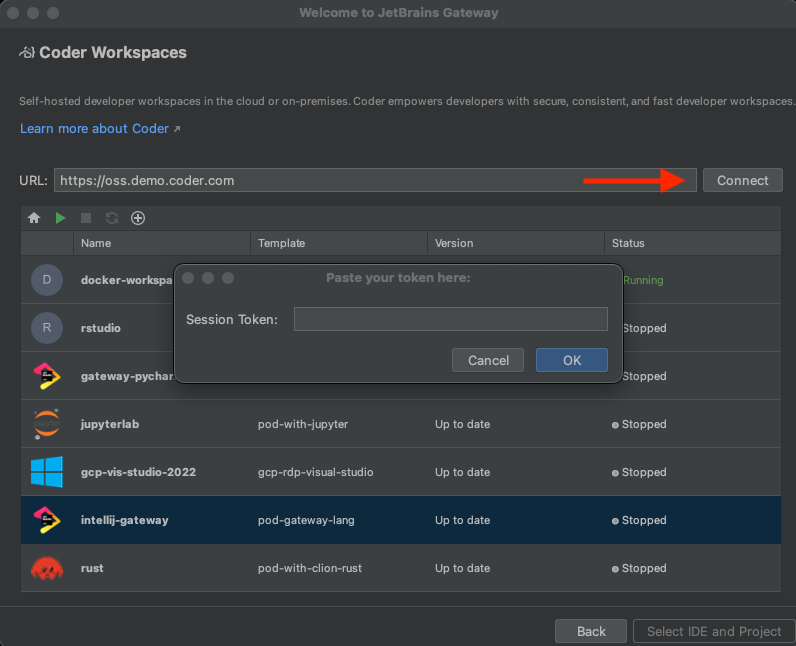 Welcome to JetBrains Gateway
Coder Workspaces
Self-hosted developer workspaces in the cloud or on-premises. Coder empowers developers with secure, consistent, and fast developer workspaces.
Learn more about Coder ↗
URL: https://oss.demo.coder.com Connect
Name Template Version Status
D docker-workspa Running
Paste your token here:
Session Token:
R rstudio Stopped
Cancel OK
gateway-pychar Stopped
jupyterlab pod-with-jupyter Up to date Stopped
gcp-vis-studio-2022 gcp-rdp-visual-studio Up to date Stopped
intellij-gateway pod-gateway-lang Up to date Stopped
rust pod-with-clion-rust Up to date Stopped
Back Select IDE and Project